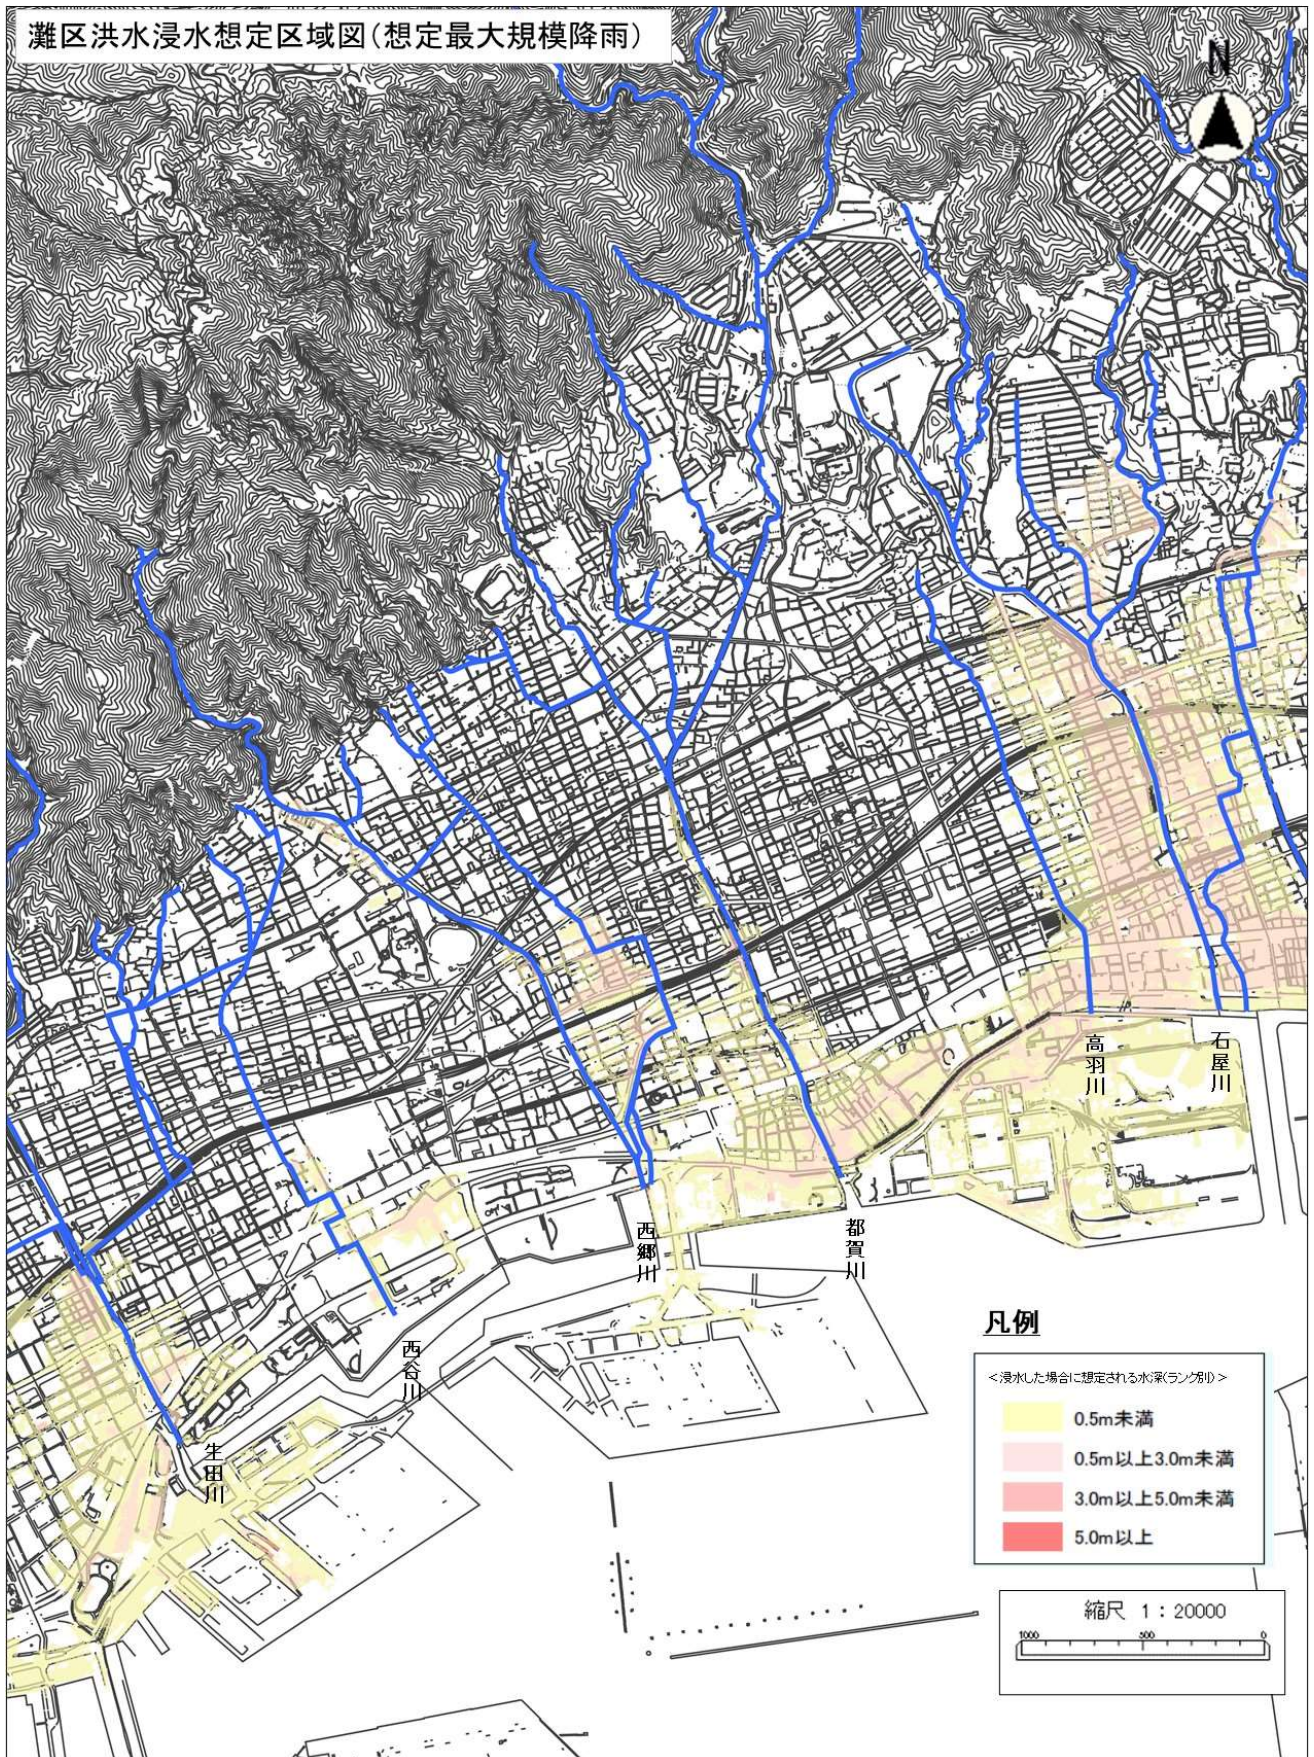 灘区洪水浸水想定区域図(想定最大規模降雨)
N
高羽川
石屋川
西郷川
都賀川
西谷川
生田川
凡例
<浸水した場合に想定される水深(ランク別)>
0.5m未満
0.5m以上3.0m未満
3.0m以上5.0m未満
5.0m以上
縮尺 1:20000
1000 500 0